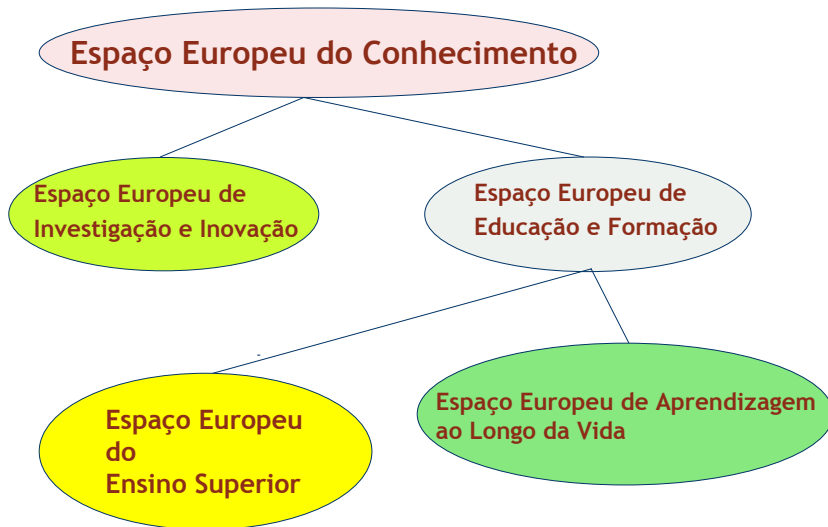 Espaço Europeu do Conhecimento
Espaço Europeu de
Investigação e Inovação
Espaço Europeu de
Educação e Formação
-
Espaço Europeu
do
Ensino Superior
Espaço Europeu de Aprendizagem
ao Longo da Vida